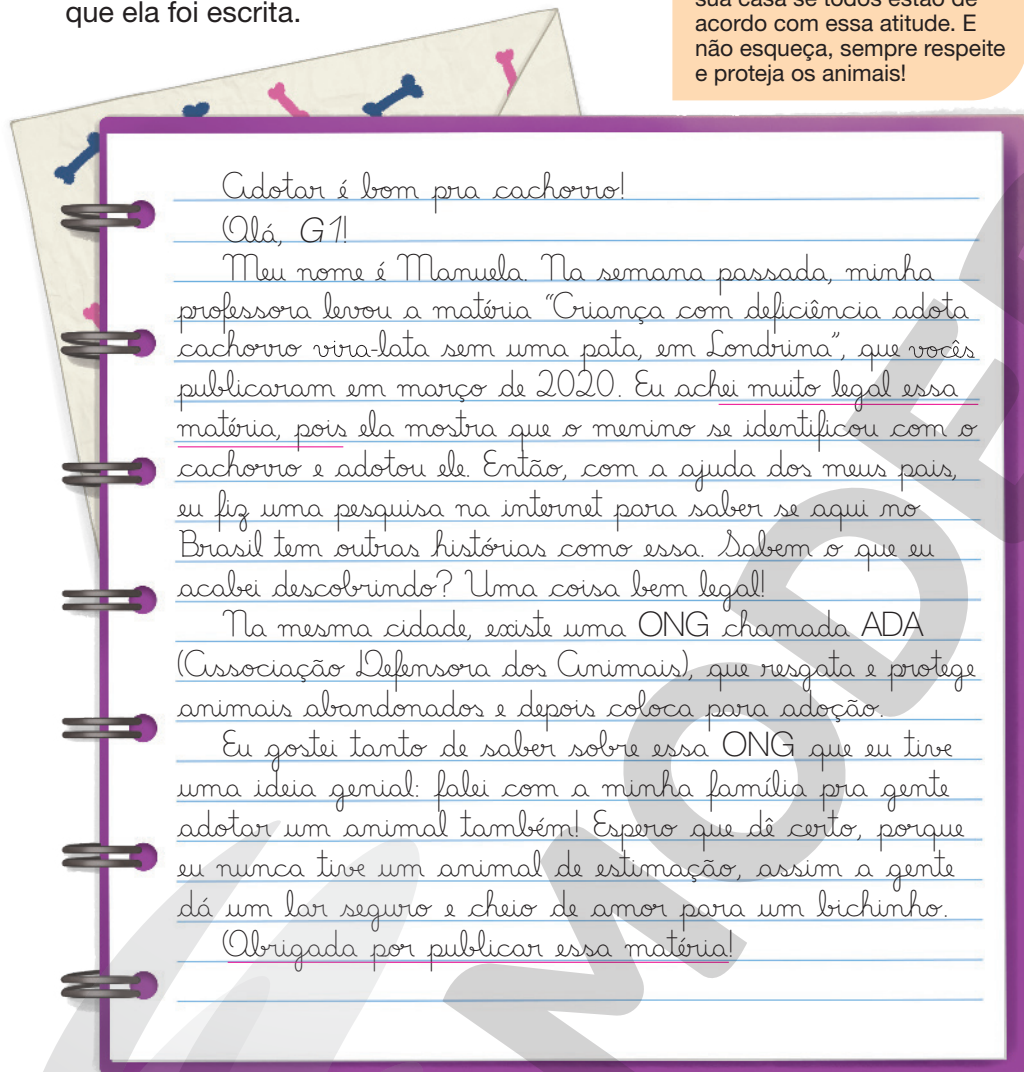 que ela foi escrita.
sua casa se todos estão de
acordo com essa atitude. E
não esqueça, sempre respeite
e proteja os animais!
Adotar é bom pra cachorro!
Olá, G1!
Meu nome é Manuela. Na semana passada, minha
professora levou a matéria “Criança com deficiência adota
cachorro vira-lata sem uma pata, em Londrina”, que vocês
publicaram em março de 2020. Eu achei muito legal essa
matéria, pois ela mostra que o menino se identificou com o
cachorro e adotou ele. Então, com a ajuda dos meus pais,
eu fiz uma pesquisa na internet para saber se aqui no
Brasil tem outras histórias como essa. Sabem o que eu
acabei descobrindo? Uma coisa bem legal!
Na mesma cidade, existe uma ONG chamada ADA
(Associação Defensora dos Animais), que resgata e protege
animais abandonados e depois coloca para adoção.
Eu gostei tanto de saber sobre essa ONG que eu tive
uma ideia genial: falei com a minha família pra gente
adotar um animal também! Espero que dê certo, porque
eu nunca tive um animal de estimação, assim a gente
dá um lar seguro e cheio de amor para um bichinho.
Obrigada por publicar essa matéria!